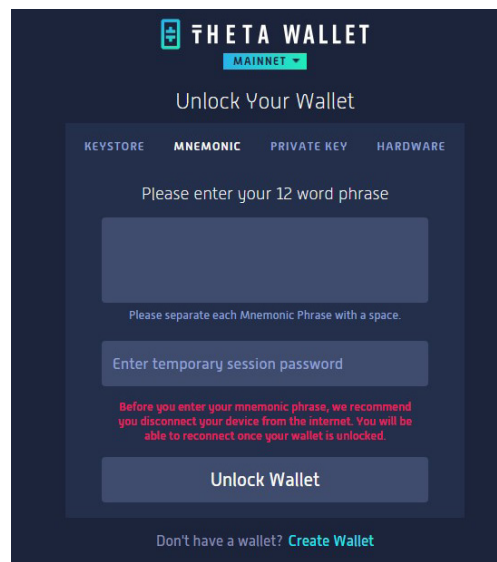 THETA WALLET
MAINNET
Unlock Your Wallet
KEYSTORE MNEMONIC PRIVATE KEY HARDWARE
Please enter your 12 word phrase
Please separate each Mnemonic Phrase with a space.
Enter temporary session password
Before you enter your mnemonic phrase, we recommend
you disconnect your device from the internet. You will be
able to reconnect once your wallet is unlocked.
Unlock Wallet
Don't have a wallet? Create Wallet